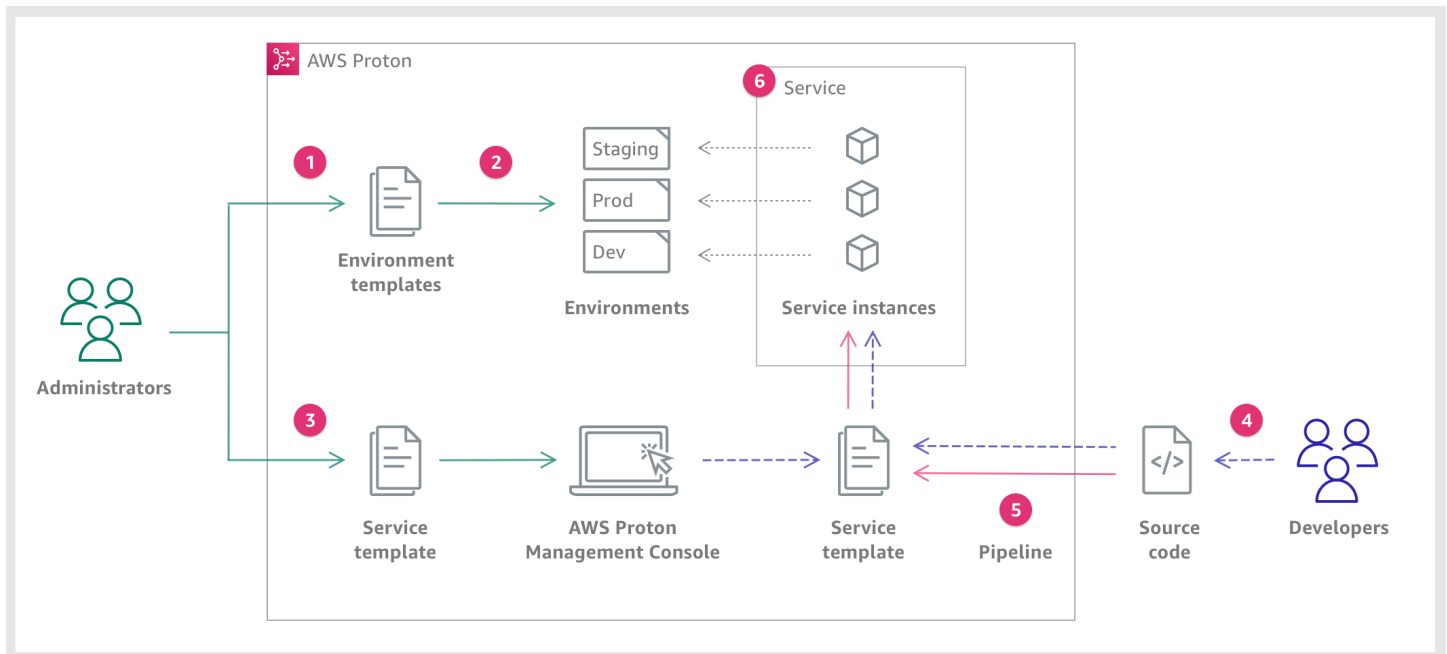 AWS Proton
6
Service
1
2
Staging
Prod
Dev
Environment
templates
Environments
Service instances
Administrators
3
4
</>
5
Service
template
AWS Proton
Management Console
Service
template
Pipeline
Source
code
Developers